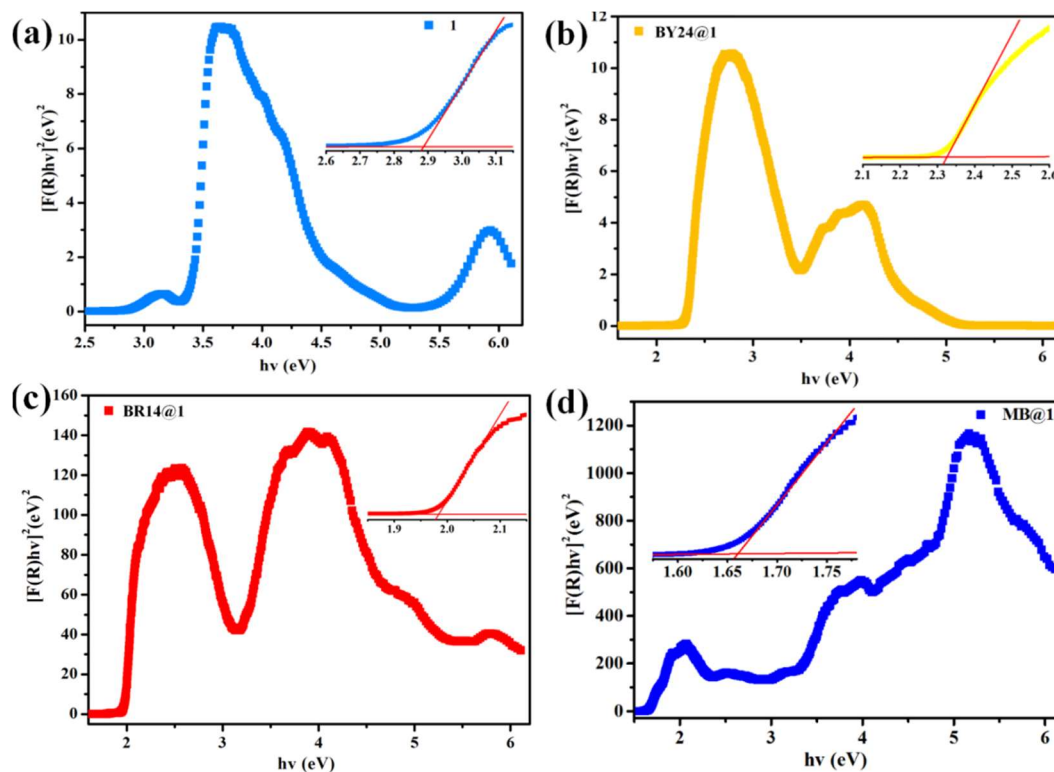 (a)
1
[F(R)hν]²(eV)²
10
8
6
4
2
0
2.5 3.0 3.5 4.0 4.5 5.0 5.5 6.0
hν (eV)
2.6 2.7 2.8 2.9 3.0 3.1
(b)
BY24@1
[F(R)hν]²(eV)²
12
10
8
6
4
2
0
2 3 4 5 6
hν (eV)
2.1 2.2 2.3 2.4 2.5 2.6
(c)
BR14@1
[F(R)hν]²(eV)²
160
140
120
100
80
60
40
20
0
2 3 4 5 6
hν (eV)
1.9 2.0 2.1
(d)
MB@1
[F(R)hν]²(eV)²
1200
1000
800
600
400
200
0
2 3 4 5 6
hν (eV)
1.60 1.65 1.70 1.75